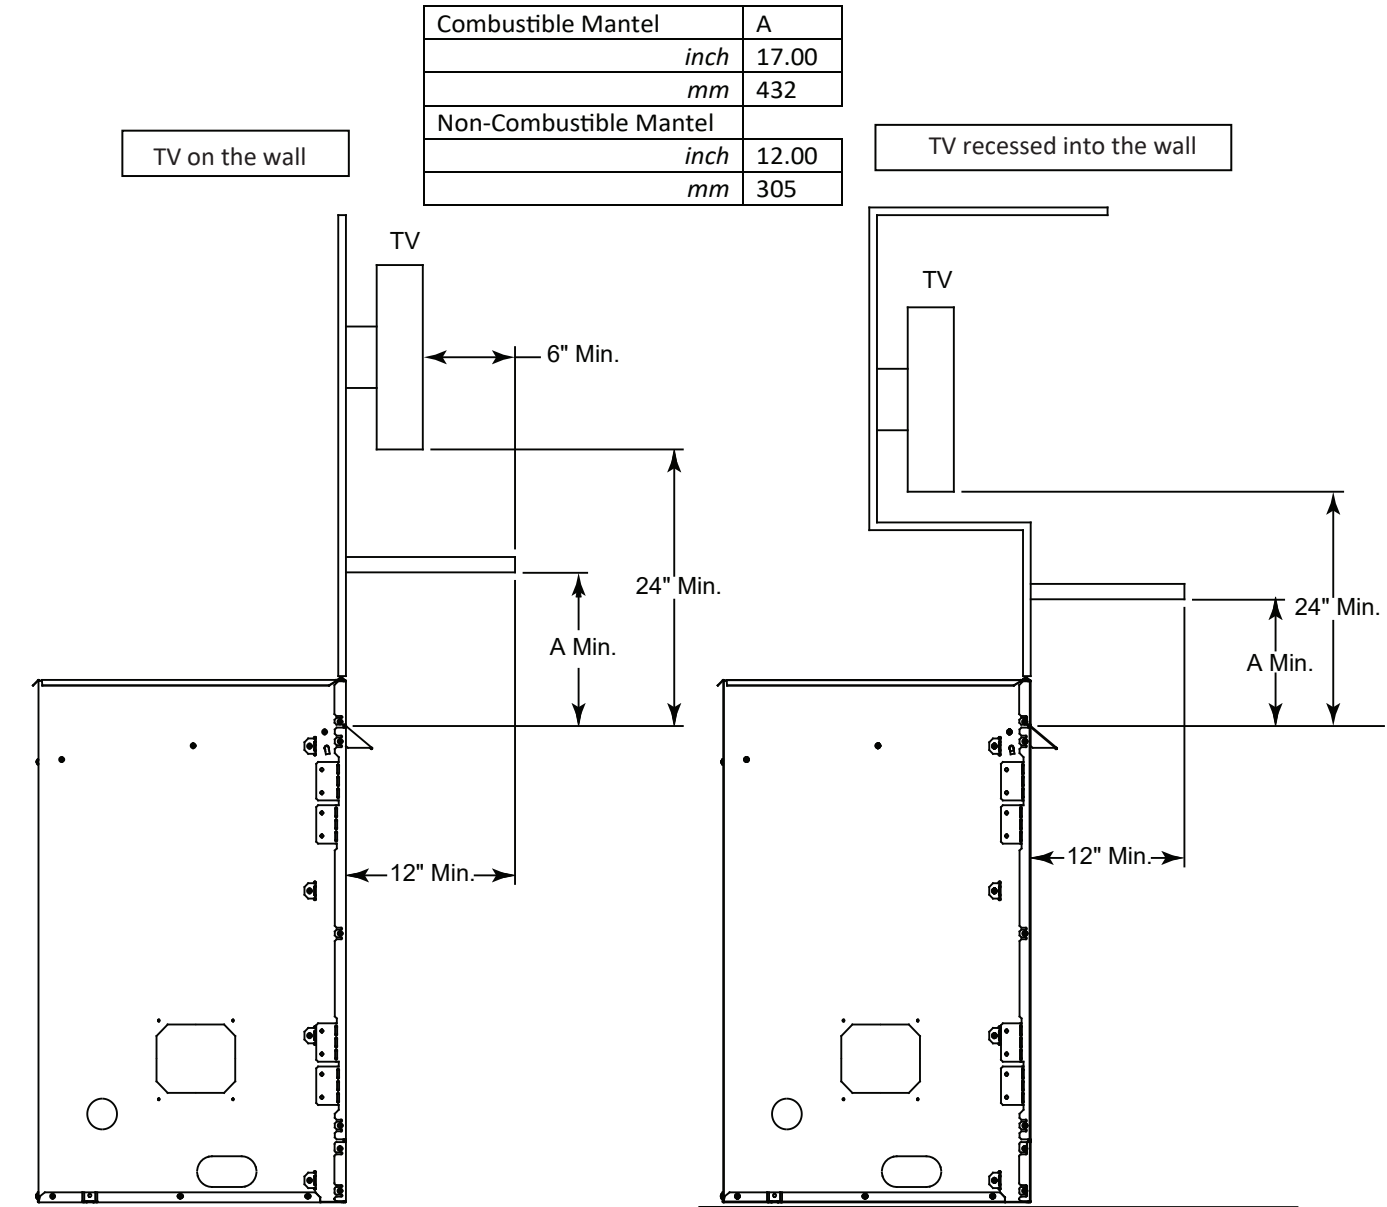 Combustible Mantel A
inch 17.00
mm 432
Non-Combustible Mantel
inch 12.00
mm 305
TV on the wall
TV recessed into the wall
TV
6" Min.
24" Min.
A Min.
12" Min.
TV
24" Min.
A Min.
12" Min.